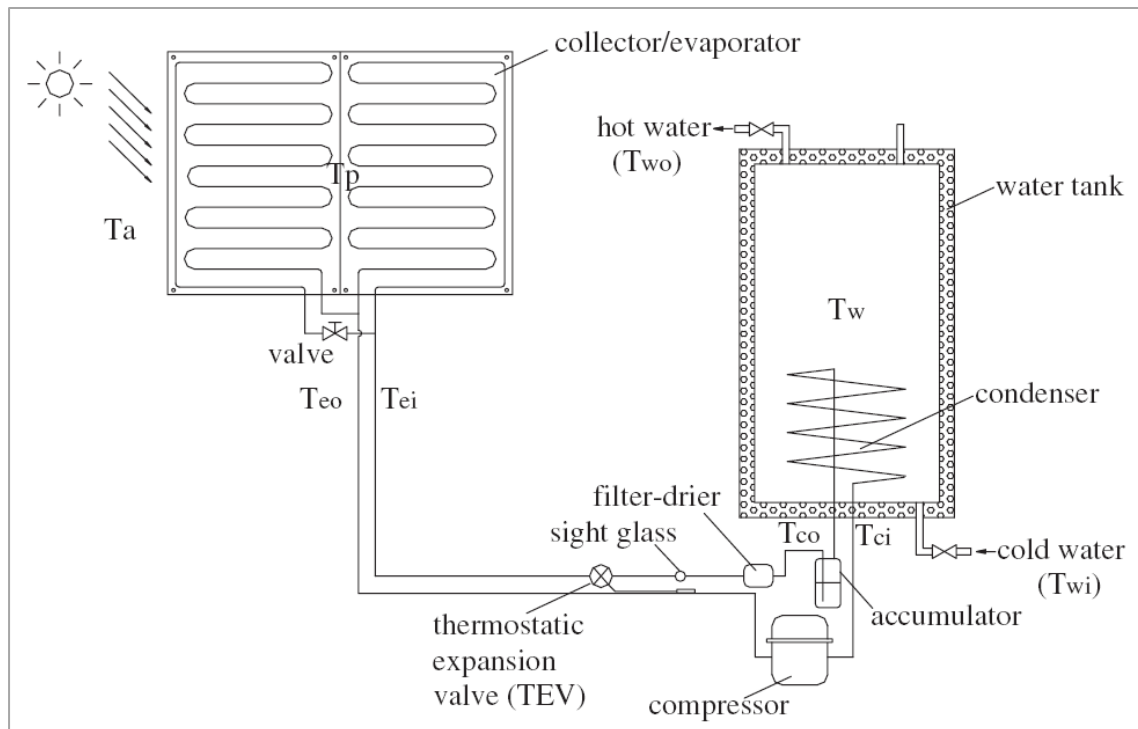 collector/evaporator
hot water
(Two)
water tank
Tp
Ta
Tw
valve
Teo
Tei
condenser
filter-drier
sight glass
Tco
Tci
cold water
(Twi)
accumulator
thermostatic
expansion
valve (TEV)
compressor